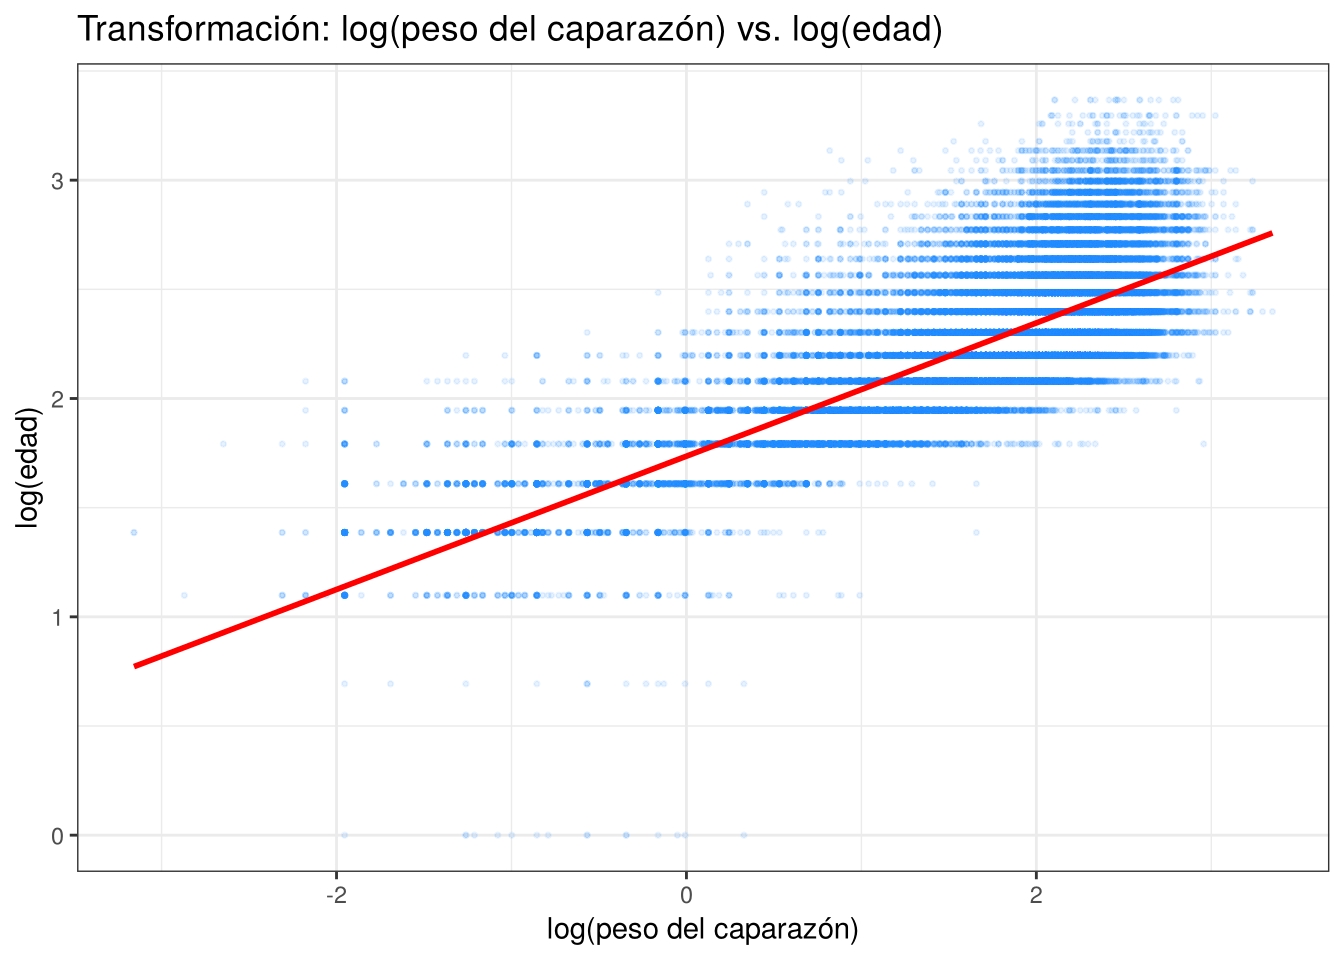 Transformación: log(peso del caparazón) vs. log(edad)
3
2
1
0
log(edad)
-2
0
2
log(peso del caparazón)